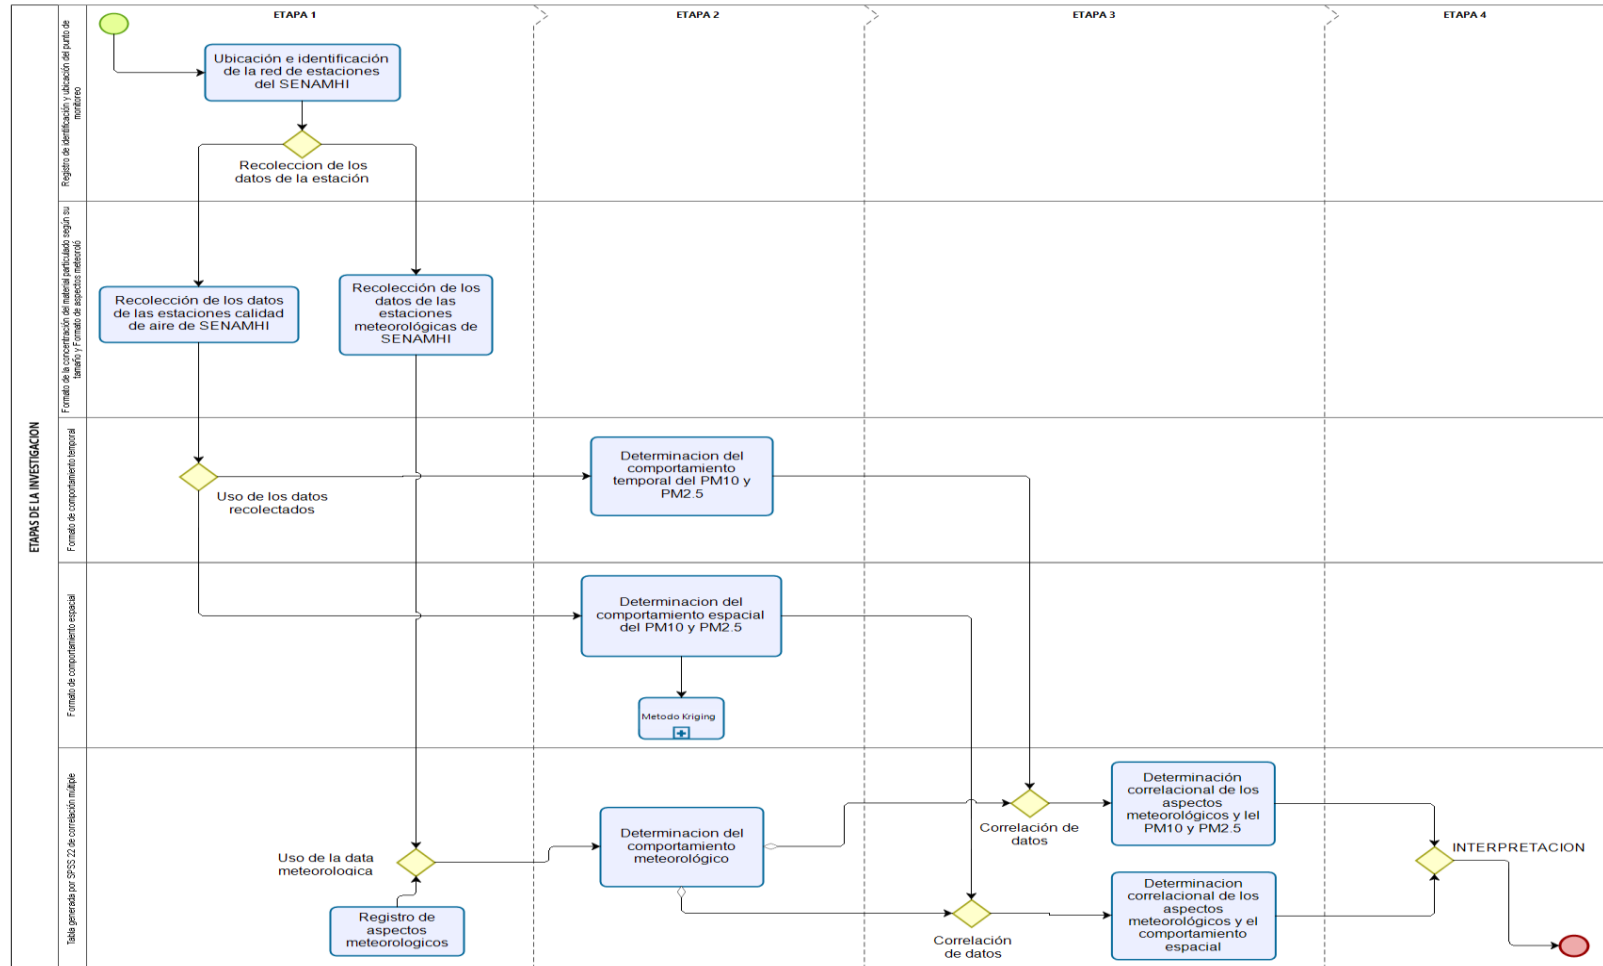 ETAPA 1
ETAPA 2
ETAPA 3
ETAPA 4
ETAPAS DE LA INVESTIGACION
Registro de identificación y ubicación del punto de
monitoreo
Ubicación e identificación
de la red de estaciones
del SENAMHI
Recoleccion de los
datos de la estación
Formato de la concentración del material particulado según su
tamaño y Formato de aspectos meteoroló
Recolección de los datos
de las estaciones calidad
de aire de SENAMHI
Recolección de los
datos de las
estaciones
meteorológicas de
SENAMHI
Formato de comportamiento temporal
Uso de los datos
recolectados
Determinacion del
comportamiento
temporal del PM10 y
PM2.5
Formato de comportamiento espacial
Determinacion del
comportamiento espacial
del PM10 y PM2.5
Metodo Kriging
Tabla generada por SPSS 22 de correlación múltiple
Uso de la data
meteorologica
Registro de
aspectos
meteorologicos
Determinacion del
comportamiento
meteorológico
Correlación de
datos
Determinación
correlacional de los
aspectos
meteorológicos y lel
PM10 y PM2.5
Correlación
de datos
Determinacion
correlacional de los
aspectos
meteorológicos y el
comportamiento
espacial
INTERPRETACION